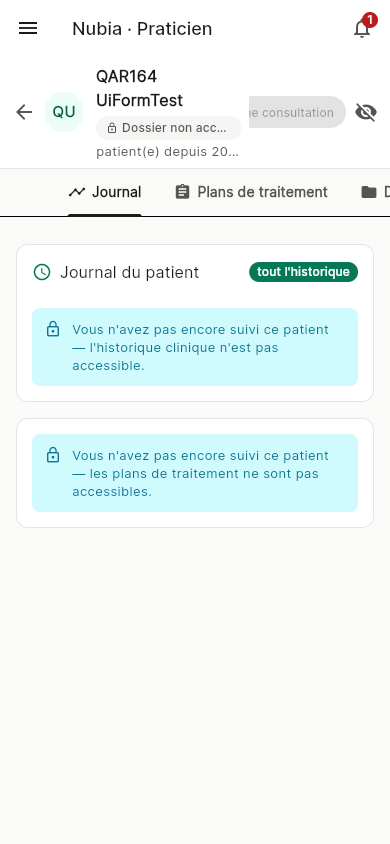 Nubia · Praticien
1
QU
QAR164
UiFormTest
Dossier non acc...
patient(e) depuis 20...
consultation
Journal
Plans de traitement
D
Journal du patient
tout l'historique
Vous n'avez pas encore suivi ce patient
— l'historique clinique n'est pas
accessible.
Vous n'avez pas encore suivi ce patient
— les plans de traitement ne sont pas
accessibles.